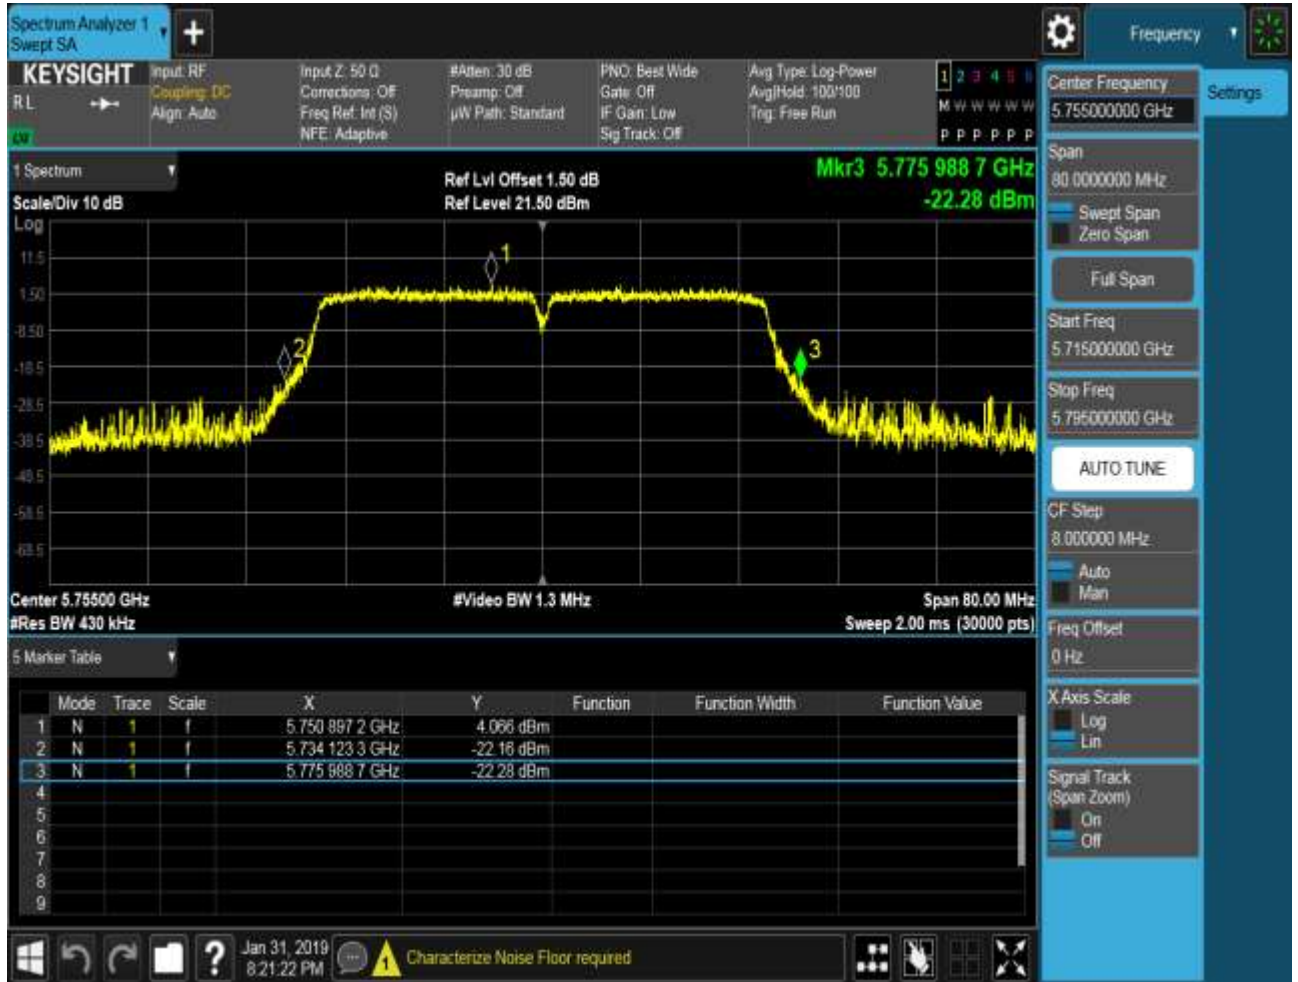 Spectrum Analyzer 1
Swept SA
+
Frequency
KEYSIGHT
RL
Input: RF
Coupling: DC
Align: Auto
Input Z: 50 Ω
Corrections: Off
Freq Ref: Int (S)
NFE: Adaptive
#Atten: 30 dB
Preamp: Off
µW Path: Standard
PNO: Best Wide
Gate: Off
IF Gain: Low
Sig Track: Off
Avg Type: Log-Power
Avg|Hold: 100/100
Trig: Free Run
1 2 3 4 5 6
M W W W W W
P P P P P P
1 Spectrum
Scale/Div 10 dB
Ref Lvl Offset 1.50 dB
Ref Level 21.50 dBm
Mkr3 5.775 988 7 GHz
-22.28 dBm
Log
11.5
1.50
-8.50
-18.5
-28.5
-38.5
-48.5
-58.5
-68.5
1
2
3
Center 5.75500 GHz
#Res BW 430 kHz
#Video BW 1.3 MHz
Span 80.00 MHz
Sweep 2.00 ms (30000 pts)
5 Marker Table
Mode Trace Scale X Y Function Function Width Function Value
1 N 1 f 5.750 897 2 GHz 4.066 dBm
2 N 1 f 5.734 123 3 GHz -22.16 dBm
3 N 1 f 5.775 988 7 GHz -22.28 dBm
4
5
6
7
8
9
Jan 31, 2019
8:21:22 PM
?
1
Characterize Noise Floor required
Center Frequency
5.755000000 GHz
Settings
Span
80.0000000 MHz
Swept Span
Zero Span
Full Span
Start Freq
5.715000000 GHz
Stop Freq
5.795000000 GHz
AUTO TUNE
CF Step
8.000000 MHz
Auto
Man
Freq Offset
0 Hz
X Axis Scale
Log
Lin
Signal Track
(Span Zoom)
On
Off